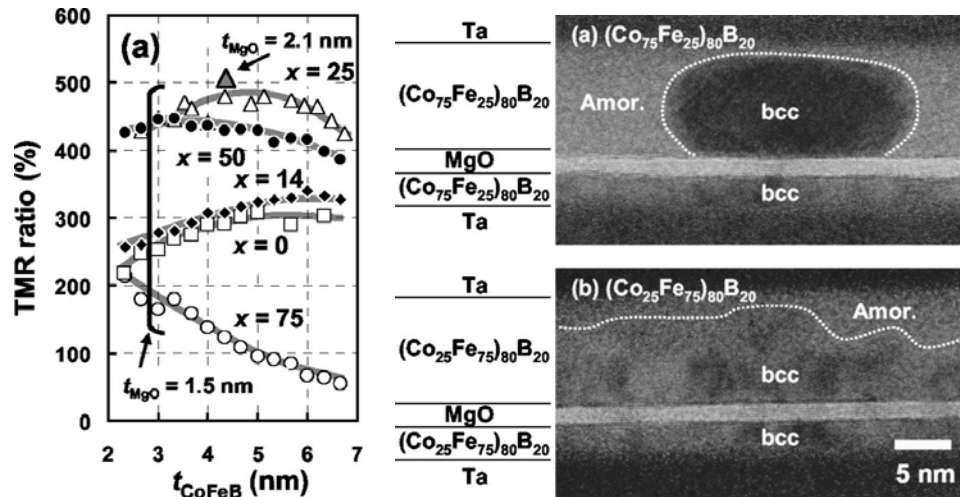 (a)
t_MgO = 2.1 nm
x = 25
x = 50
x = 14
x = 0
x = 75
t_MgO = 1.5 nm
TMR ratio (%)
600
500
400
300
200
100
0
2 3 4 5 6 7
t_CoFeB (nm)
Ta
(Co75Fe25)80B20
MgO
(Co75Fe25)80B20
Ta
(a) (Co75Fe25)80B20
Amor.
bcc
bcc
Ta
(Co25Fe75)80B20
MgO
(Co25Fe75)80B20
Ta
(b) (Co25Fe75)80B20
Amor.
bcc
bcc
5 nm